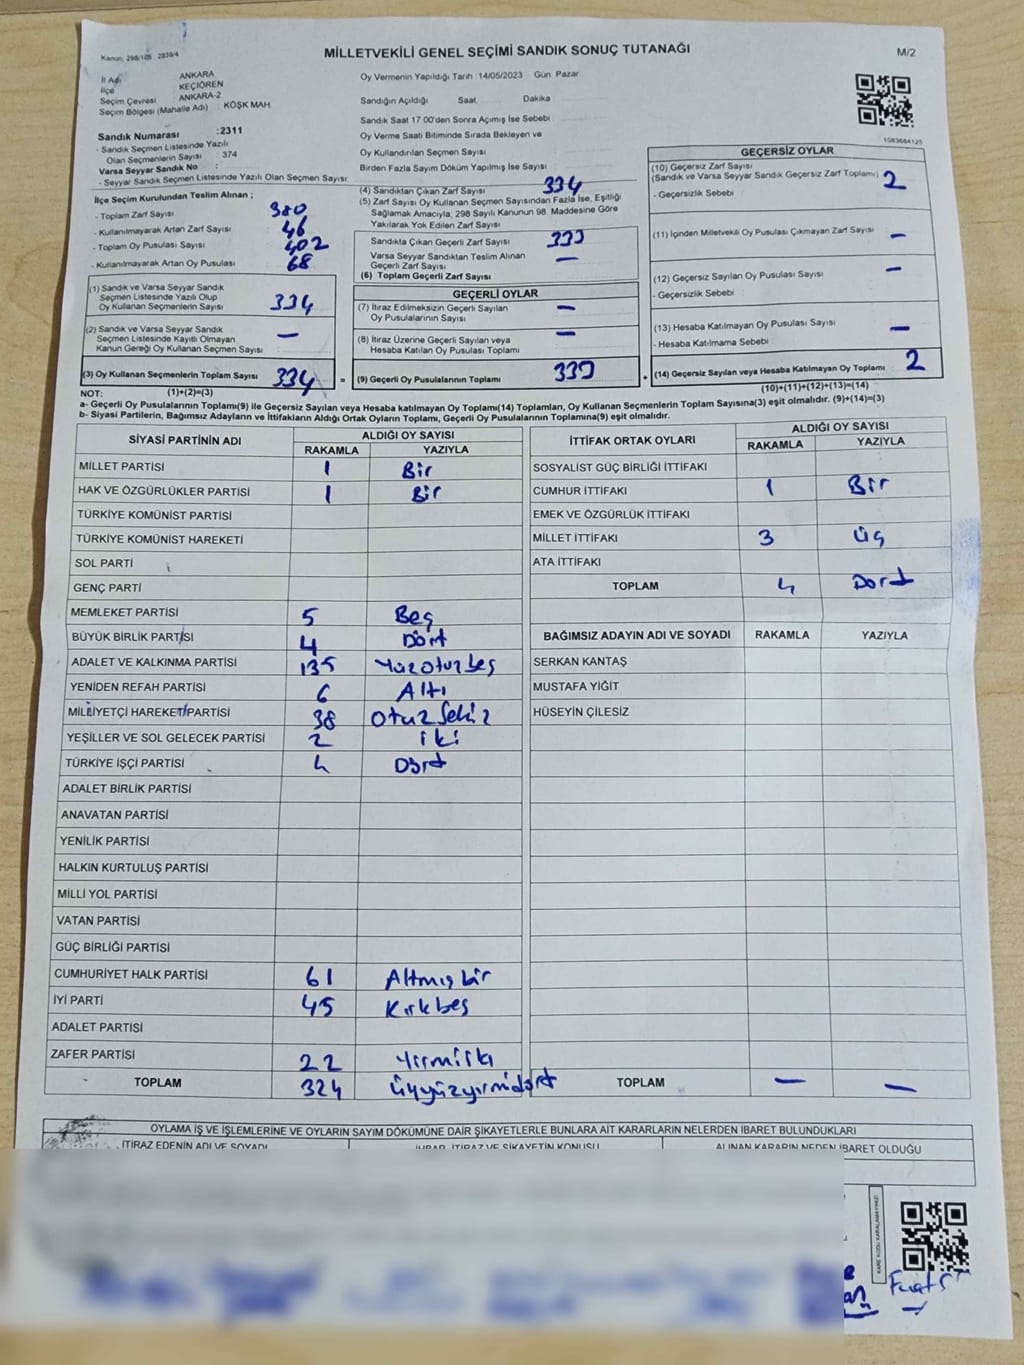 Kanun, 298/105 2839/4
MİLLETVEKİLİ GENEL SEÇİMİ SANDIK SONUÇ TUTANAĞI
M/2
İl Adı ANKARA
İlçe KEÇİÖREN
Seçim Çevresi ANKARA-2
Seçim Bölgesi (Mahalle Adı) : KÖŞK MAH
Sandık Numarası :2311
- Sandık Seçmen Listesinde Yazılı
Olan Seçmenlerin Sayısı : 374
Varsa Seyyar Sandık No :
- Seyyar Sandık Seçmen Listesinde Yazılı Olan Seçmen Sayısı:
İlçe Seçim Kurulundan Teslim Alınan ;
- Toplam Zarf Sayısı 380
- Kullanılmayarak Artan Zarf Sayısı 46
- Toplam Oy Pusulası Sayısı 402
- Kullanılmayarak Artan Oy Pusulası 68
(1) Sandık ve Varsa Seyyar Sandık
Seçmen Listesinde Yazılı Olup
Oy Kullanan Seçmenlerin Sayısı 334
(2) Sandık ve Varsa Seyyar Sandık
Seçmen Listesinde Kayıtlı Olmayan
Kanun Gereği Oy Kullanan Seçmen Sayısı —
(3) Oy Kullanan Seçmenlerin Toplam Sayısı 334
Oy Vermenin Yapıldığı Tarih :14/05/2023 Gün Pazar
Sandığın Açıldığı Saat Dakika
Sandık Saat 17.00'den Sonra Açımış İse Sebebi
Oy Verme Saati Bitiminde Sırada Bekleyen ve
Oy Kullandırılan Seçmen Sayısı
Birden Fazla Sayım Döküm Yapılmış İse Sayısı
(4) Sandıktan Çıkan Zarf Sayısı 334
(5) Zarf Sayısı Oy Kullanan Seçmen Sayısından Fazla İse, Eşitliği
Sağlamak Amacıyla, 298 Sayılı Kanunun 98. Maddesine Göre
Yakılarak Yok Edilen Zarf Sayısı
Sandıkta Çıkan Geçerli Zarf Sayısı
Varsa Seyyar Sandıktan Teslim Alınan
Geçerli Zarf Sayısı —
(6) Toplam Geçerli Zarf Sayısı
GEÇERLİ OYLAR
(7) İtiraz Edilmeksizin Geçerli Sayılan
Oy Pusulalarının Sayısı —
(8) İtiraz Üzerine Geçerli Sayılan veya
Hesaba Katılan Oy Pusulası Toplamı —
= (9) Geçerli Oy Pusulalarının Toplamı
1583684125
GEÇERSİZ OYLAR
(10) Geçersiz Zarf Sayısı
(Sandık ve Varsa Seyyar Sandık Geçersiz Zarf Toplamı) 2
- Geçersizlik Sebebi
(11) İçinden Milletvekili Oy Pusulası Çıkmayan Zarf Sayısı —
(12) Geçersiz Sayılan Oy Pusulası Sayısı —
- Geçersizlik Sebebi
(13) Hesaba Katılmayan Oy Pusulası Sayısı —
- Hesaba Katılmama Sebebi
+ (14) Geçersiz Sayılan veya Hesaba Katılmayan Oy Toplamı 2
NOT: (1)+(2)=(3) (10)+(11)+(12)+(13)=(14)
a- Geçerli Oy Pusulalarının Toplamı(9) ile Geçersiz Sayılan veya Hesaba katılmayan Oy Toplamı(14) Toplamları, Oy Kullanan Seçmenlerin Toplam Sayısına(3) eşit olmalıdır. (9)+(14)=(3)
b- Siyasi Partilerin, Bağımsız Adayların ve İttifakların Aldığı Ortak Oyların Toplamı, Geçerli Oy Pusulalarının Toplamına(9) eşit olmalıdır.
SİYASİ PARTİNİN ADI ALDIĞI OY SAYISI
RAKAMLA YAZIYLA
MİLLET PARTİSİ 1 Bir
HAK VE ÖZGÜRLÜKLER PARTİSİ 1 Bir
TÜRKİYE KOMÜNİST PARTİSİ
TÜRKİYE KOMÜNİST HAREKETİ
SOL PARTİ
GENÇ PARTİ
MEMLEKET PARTİSİ 5 Beş
BÜYÜK BİRLİK PARTİSİ 4 Dört
ADALET VE KALKINMA PARTİSİ 135 Yüzotuzbeş
YENİDEN REFAH PARTİSİ 6 Altı
MİLLİYETÇİ HAREKET PARTİSİ 38 Otuz Sekiz
YEŞİLLER VE SOL GELECEK PARTİSİ 2 iki
TÜRKİYE İŞÇİ PARTİSİ 4 Dört
ADALET BİRLİK PARTİSİ
ANAVATAN PARTİSİ
YENİLİK PARTİSİ
HALKIN KURTULUŞ PARTİSİ
MİLLİ YOL PARTİSİ
VATAN PARTİSİ
GÜÇ BİRLİĞİ PARTİSİ
CUMHURİYET HALK PARTİSİ 61 Altmış bir
İYİ PARTİ 45 Kırkbeş
ADALET PARTİSİ
ZAFER PARTİSİ 22 Yirmiiki
TOPLAM 324 Üçyüzyirmidört
İTTİFAK ORTAK OYLARI ALDIĞI OY SAYISI
RAKAMLA YAZIYLA
SOSYALİST GÜÇ BİRLİĞİ İTTİFAKI
CUMHUR İTTİFAKI 1 Bir
EMEK VE ÖZGÜRLÜK İTTİFAKI
MİLLET İTTİFAKI 3 Üç
ATA İTTİFAKI
TOPLAM 4 Dört
BAĞIMSIZ ADAYIN ADI VE SOYADI RAKAMLA YAZIYLA
SERKAN KANTAŞ
MUSTAFA YİĞİT
HÜSEYİN ÇİLESİZ
TOPLAM — —
OYLAMA İŞ VE İŞLEMLERİNE VE OYLARIN SAYIM DÖKÜMÜNE DAİR ŞİKAYETLERLE BUNLARA AİT KARARLARIN NELERDEN İBARET BULUNDUKLARI
İTİRAZ EDENİN ADI VE SOYADI İHBAR, İTİRAZ VE ŞİKAYETİN KONUSU ALINAN KARARIN NEDEN İBARET OLDUĞU
KARE KODU KARALAMAYINIZ!